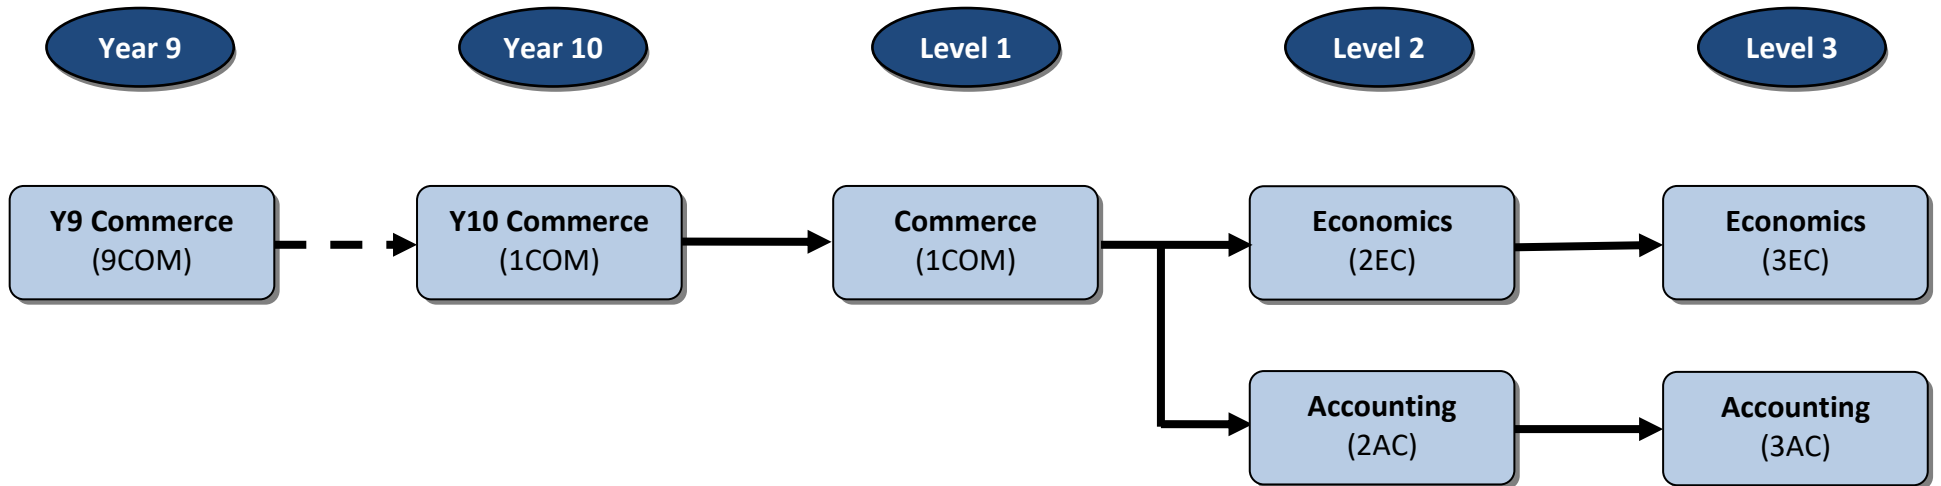 Year 9
Year 10
Level 1
Level 2
Level 3
Y9 Commerce
(9COM)
Y10 Commerce
(1COM)
Commerce
(1COM)
Economics
(2EC)
Economics
(3EC)
Accounting
(2AC)
Accounting
(3AC)